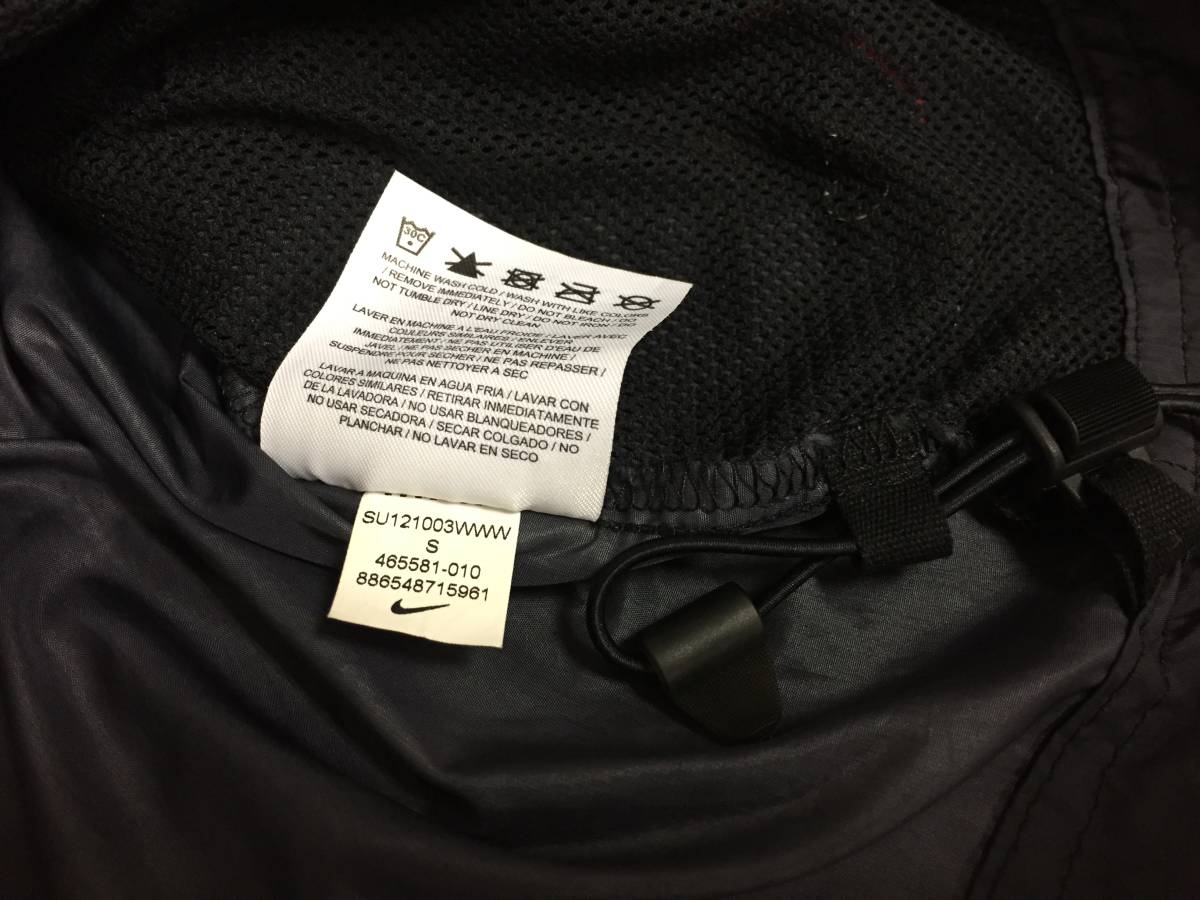 30C
MACHINE WASH COLD / WASH WITH LIKE COLORS
/ REMOVE IMMEDIATELY / DO NOT BLEACH / DO
NOT TUMBLE DRY / LINE DRY / DO NOT IRON / DO
NOT DRY CLEAN
LAVER EN MACHINE A L'EAU FROIDE / LAVER AVEC
COULEURS SIMILAIRES / ENLEVER
IMMEDIATEMENT / NE PAS UTILISER D'EAU DE
JAVEL / NE PAS SECHER EN MACHINE /
SUSPENDRE POUR SECHER / NE PAS REPASSER /
NE PAS NETTOYER A SEC
LAVAR A MAQUINA EN AGUA FRIA / LAVAR CON
COLORES SIMILARES / RETIRAR INMEDIATAMENTE
DE LA LAVADORA / NO USAR BLANQUEADORES /
NO USAR SECADORA / SECAR COLGADO / NO
PLANCHAR / NO LAVAR EN SECO
SU121003WWW
S
465581-010
886548715961